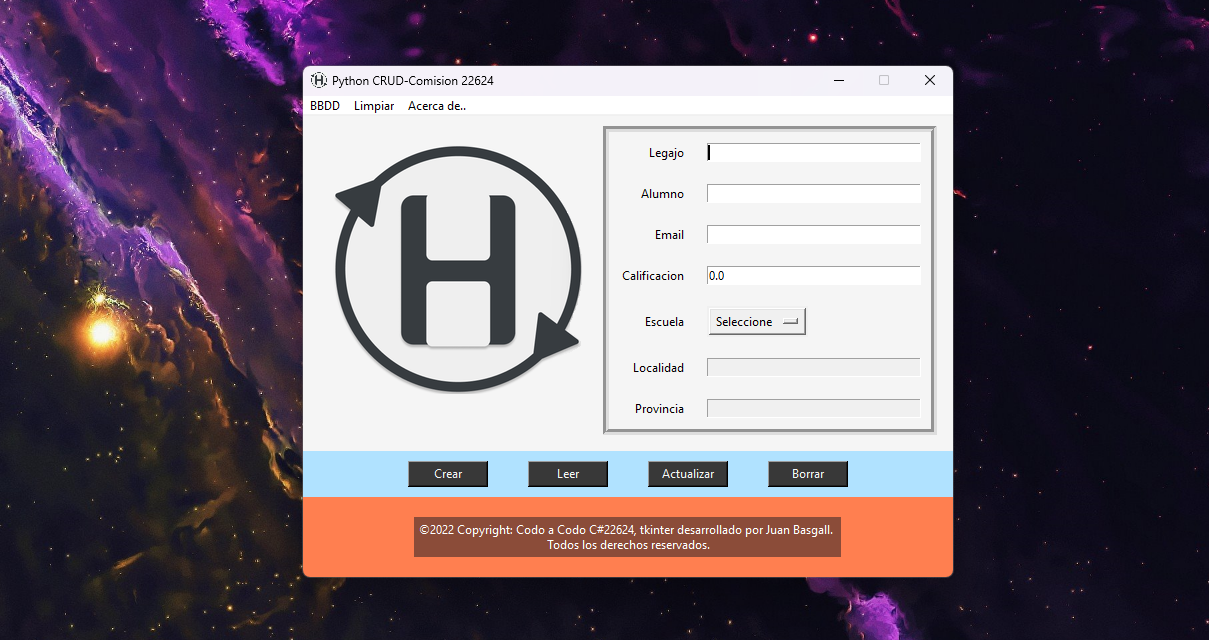 Python CRUD-Comision 22624
BBDD Limpiar Acerca de..
H
Legajo
Alumno
Email
Calificacion 0.0
Escuela Seleccione
Localidad
Provincia
Crear Leer Actualizar Borrar
©2022 Copyright: Codo a Codo C#22624, tkinter desarrollado por Juan Basgall.
Todos los derechos reservados.